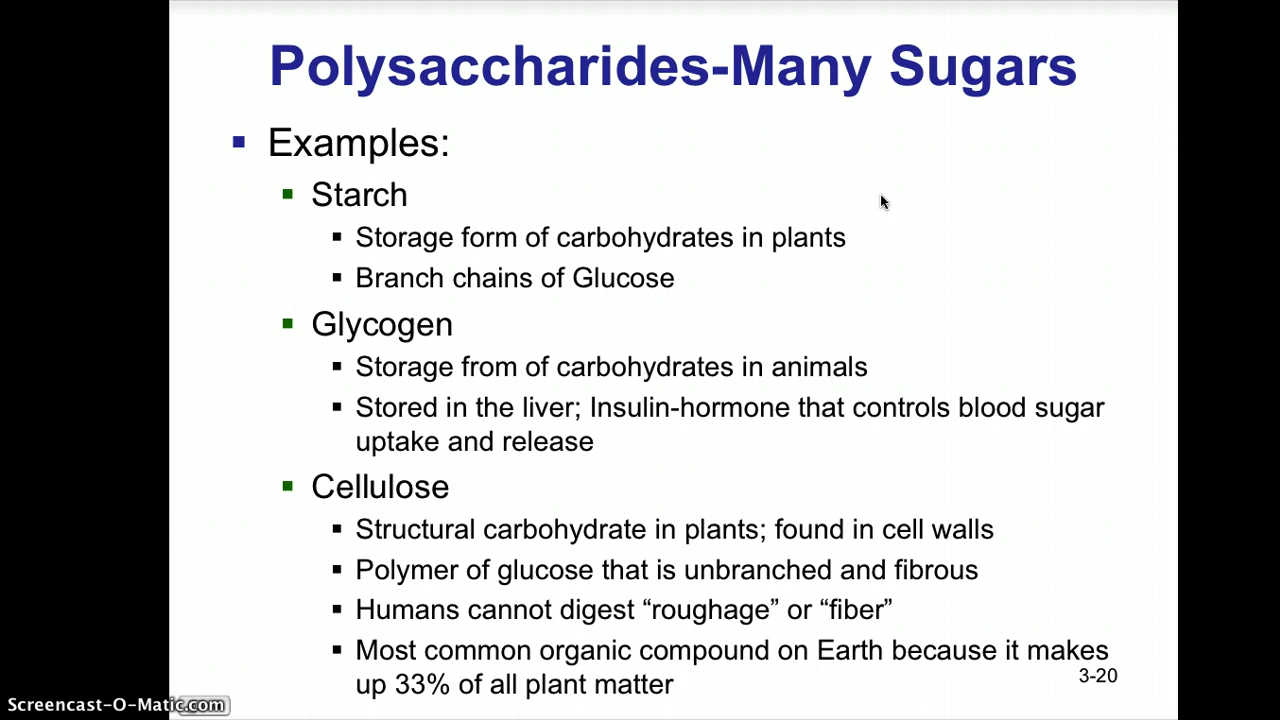 Polysaccharides-Many Sugars
Examples:
Starch
Storage form of carbohydrates in plants
Branch chains of Glucose
Glycogen
Storage from of carbohydrates in animals
Stored in the liver; Insulin-hormone that controls blood sugar
uptake and release
Cellulose
Structural carbohydrate in plants; found in cell walls
Polymer of glucose that is unbranched and fibrous
Humans cannot digest “roughage” or “fiber”
Most common organic compound on Earth because it makes
up 33% of all plant matter
3-20
Screencast-O-Matic.com